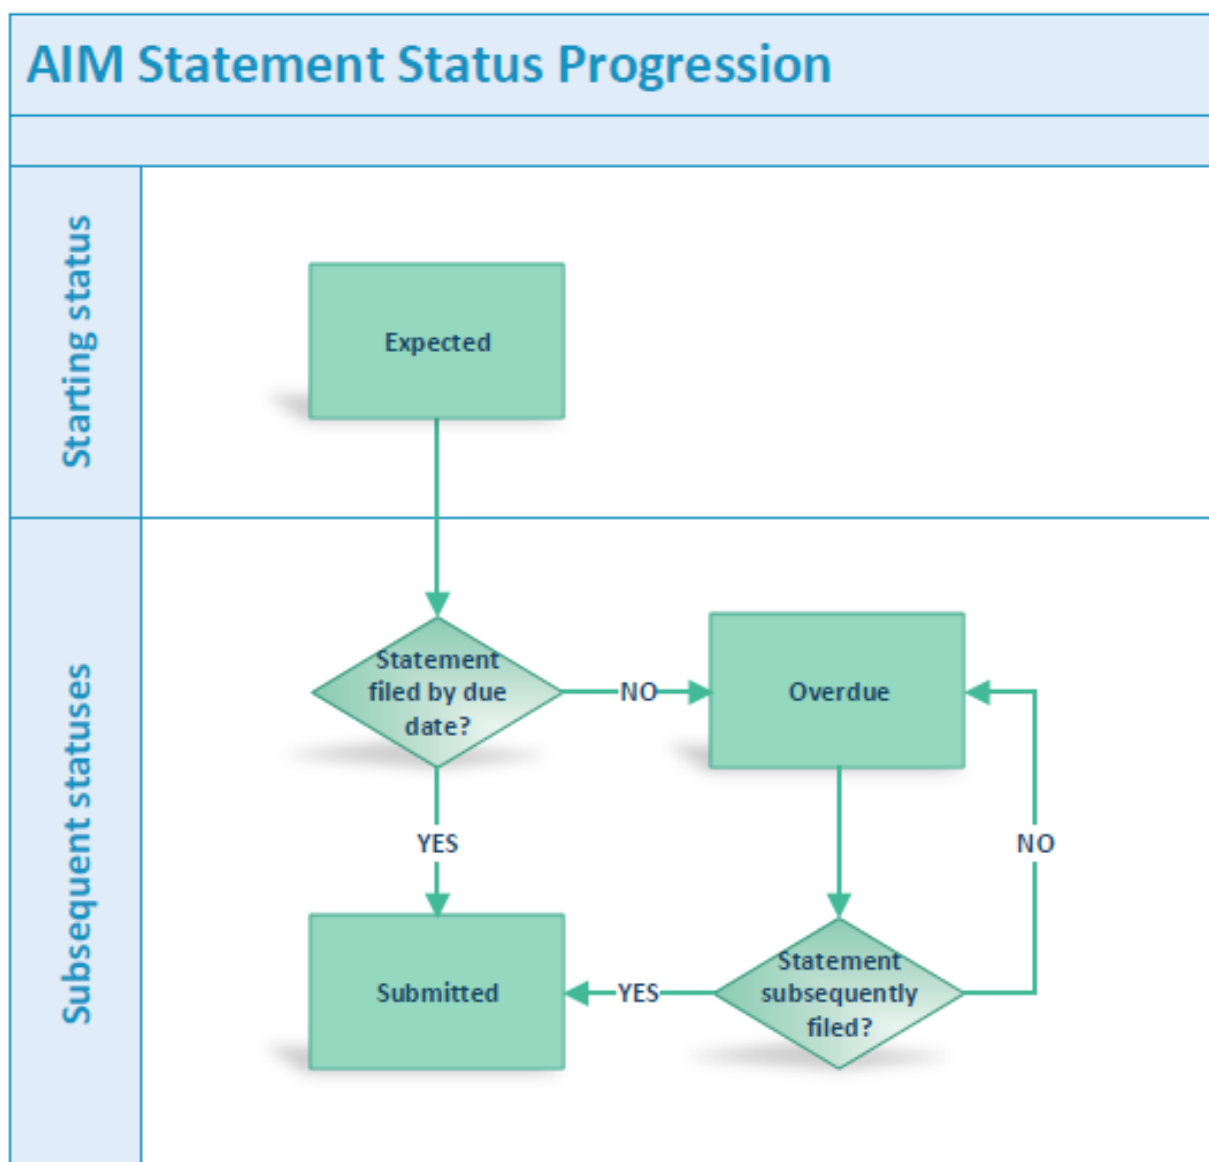 AIM Statement Status Progression
Starting status
Expected
Subsequent statuses
Statement
filed by due
date?
NO
Overdue
YES
NO
Submitted
YES
Statement
subsequently
filed?